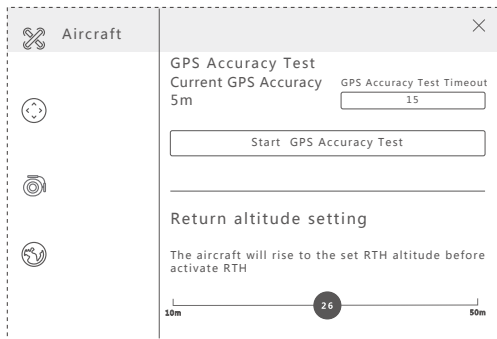 Aircraft
GPS Accuracy Test
Current GPS Accuracy
5m
GPS Accuracy Test Timeout
15
Start GPS Accuracy Test
Return altitude setting
The aircraft will rise to the set RTH altitude before
activate RTH
26
10m
50m